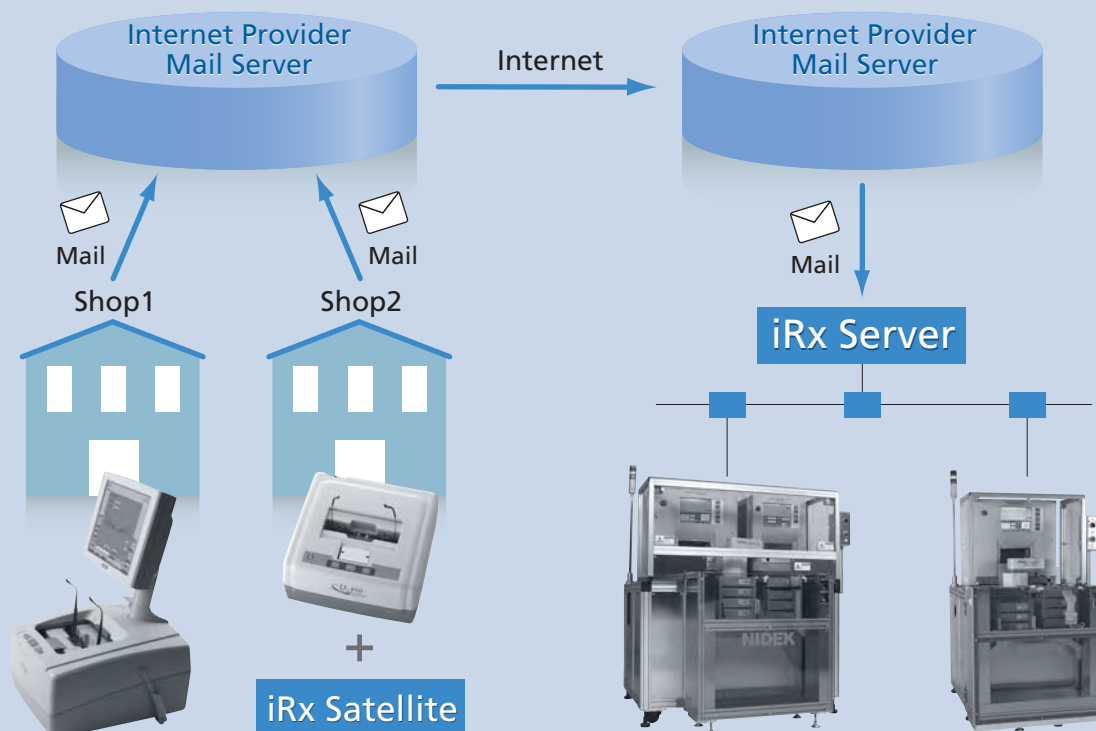 Internet Provider
Mail Server
Internet
Internet Provider
Mail Server
Mail
Mail
Mail
Shop1
Shop2
iRx Server
NIDEK
+
iRx Satellite